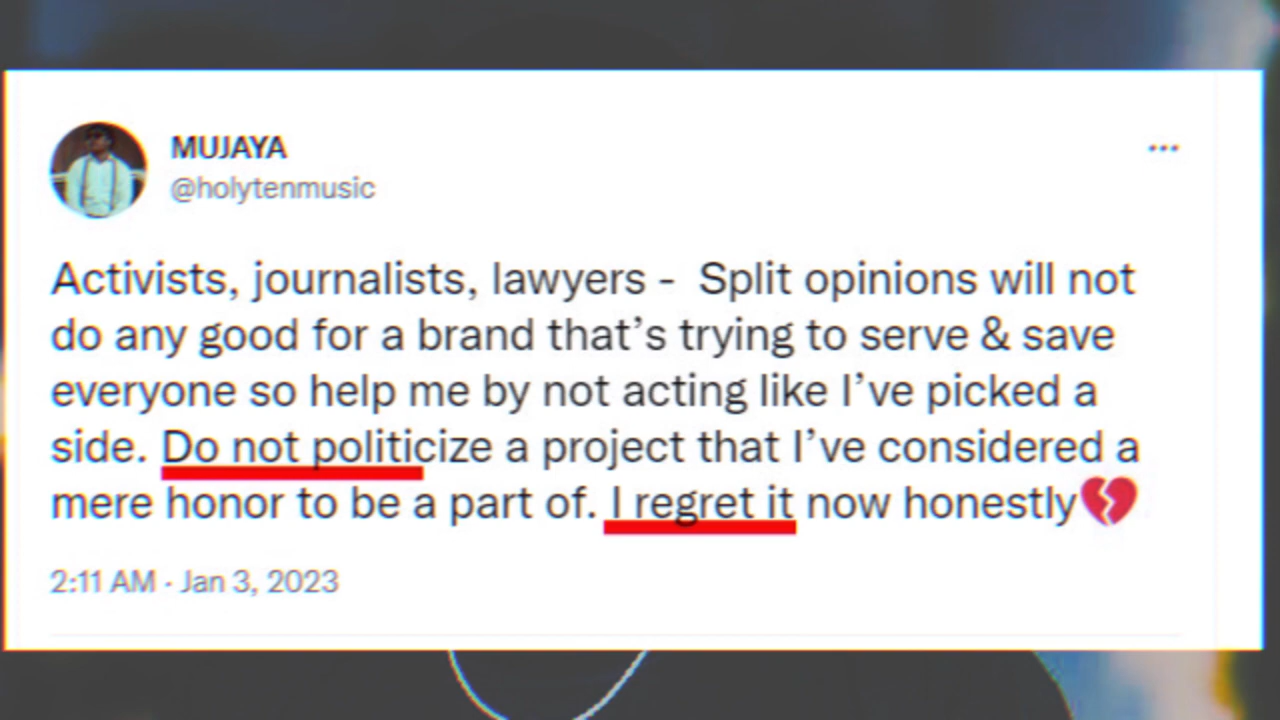 MUJAYA
@holytenmusic
Activists, journalists, lawyers -  Split opinions will not
do any good for a brand that’s trying to serve & save
everyone so help me by not acting like I’ve picked a
side. Do not politicize a project that I’ve considered a
mere honor to be a part of. I regret it now honestly💔
2:11 AM · Jan 3, 2023